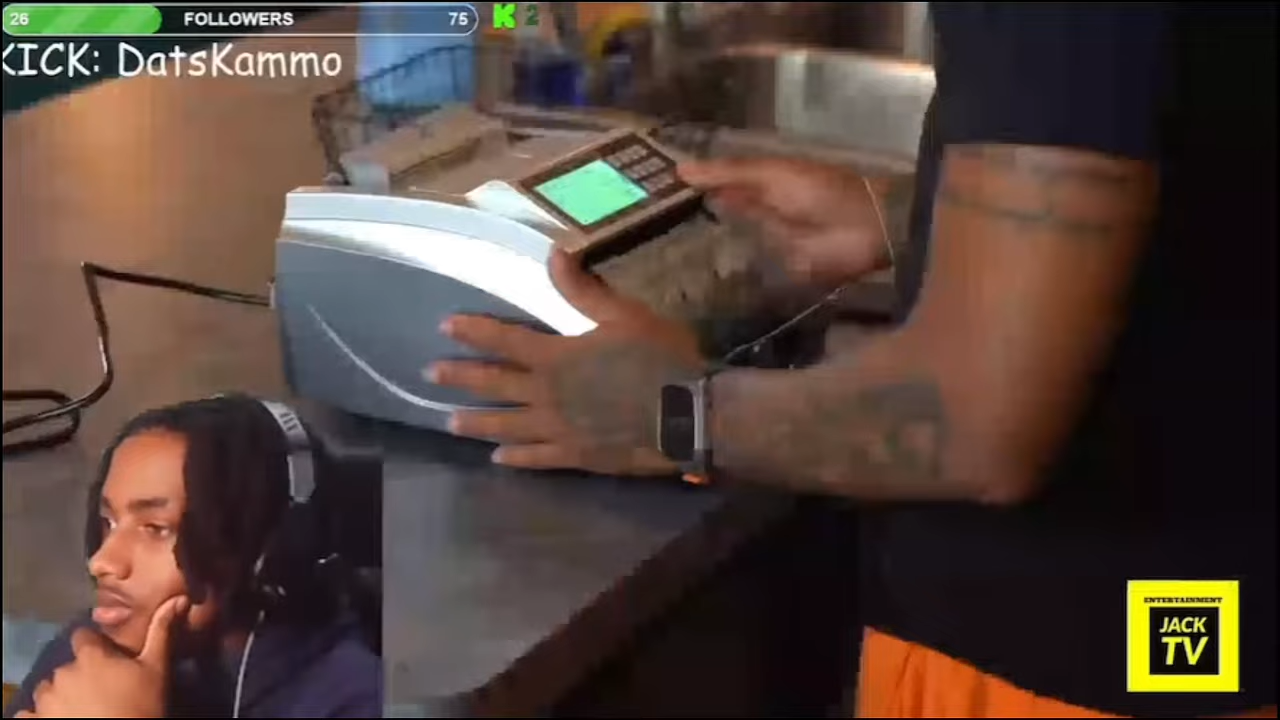 26 FOLLOWERS 75 K 2
KICK: DatsKammo
ENTERTAINMENT
JACK
TV